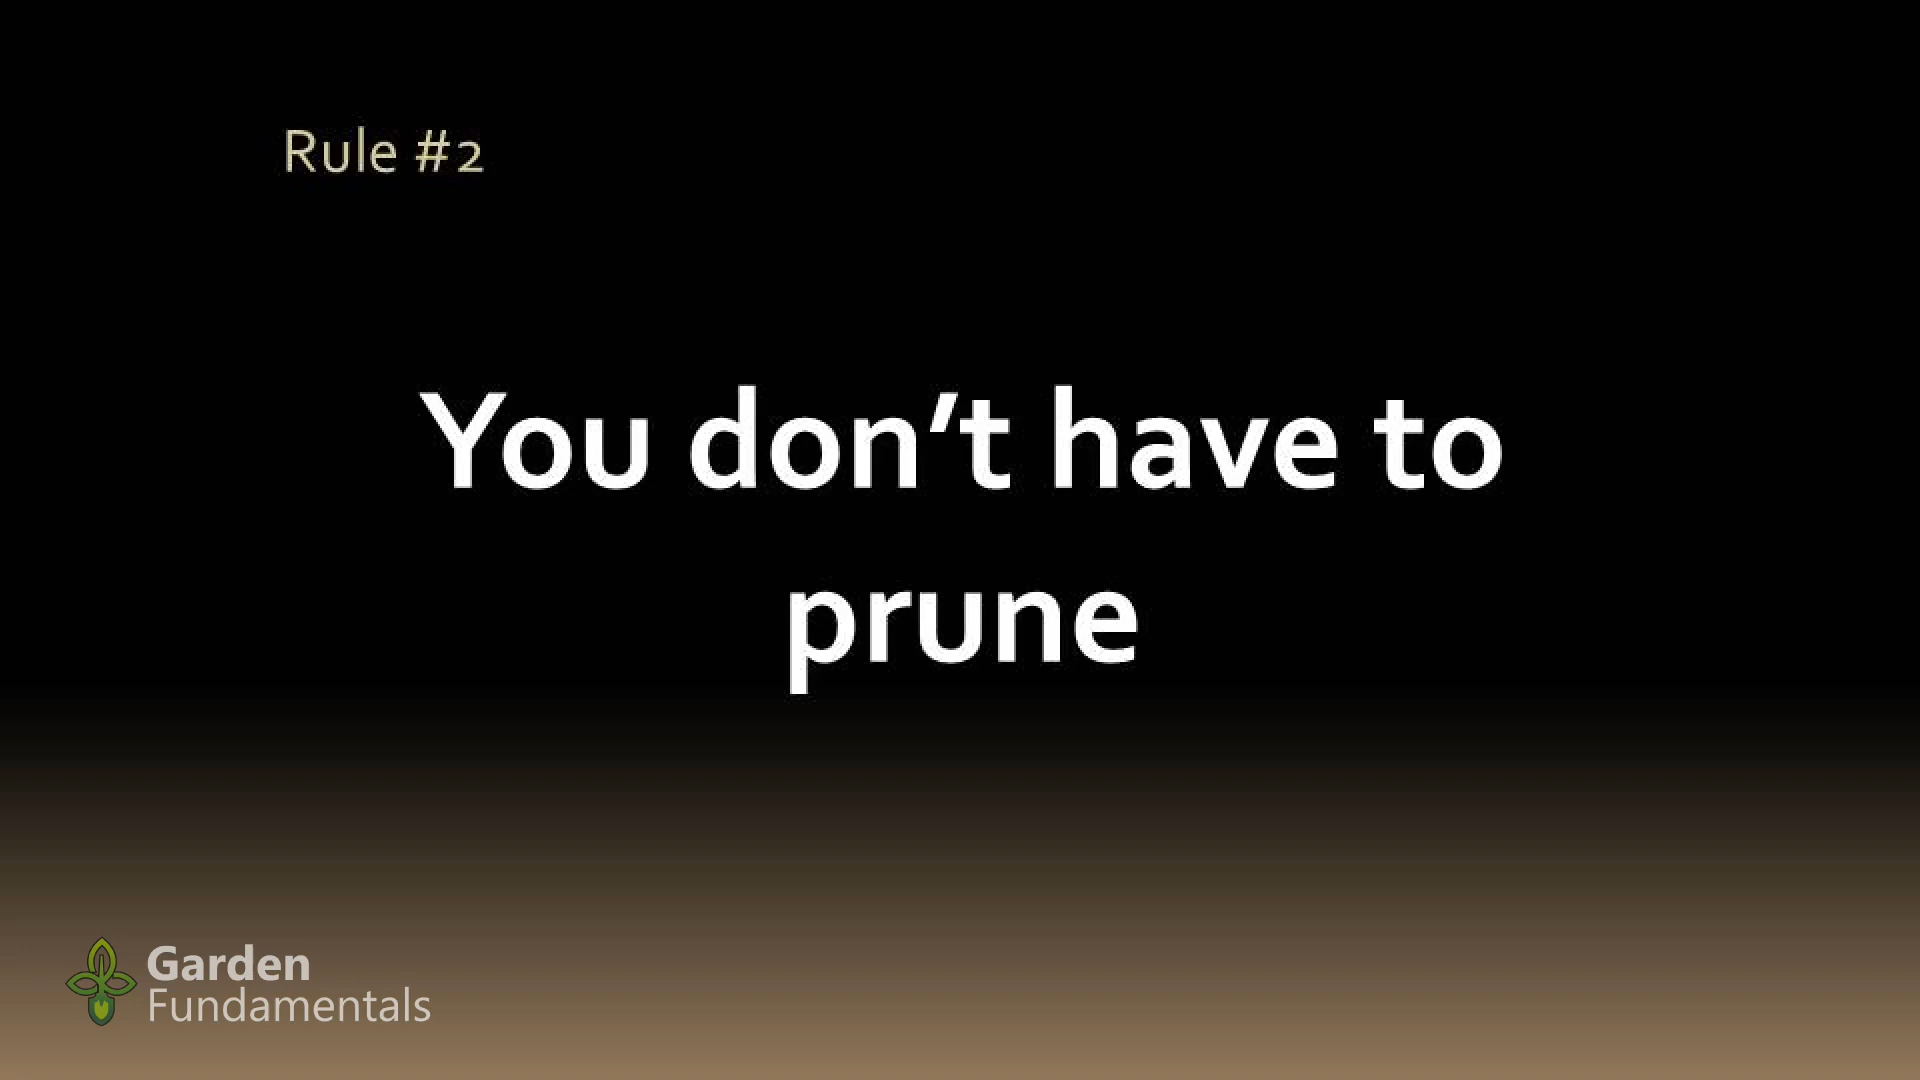 Rule #2
You don’t have to
prune
Garden
Fundamentals